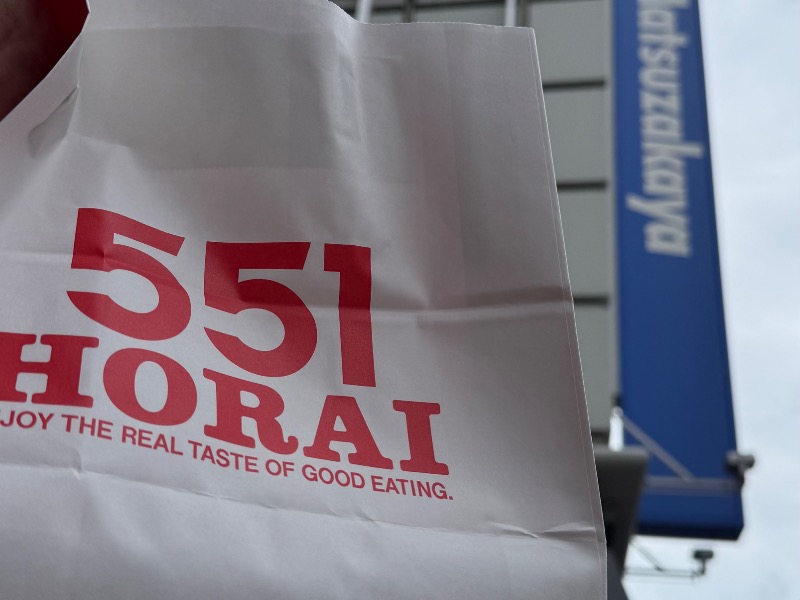 551
HORAI
JOY THE REAL TASTE OF GOOD EATING.
Matsuzakaya